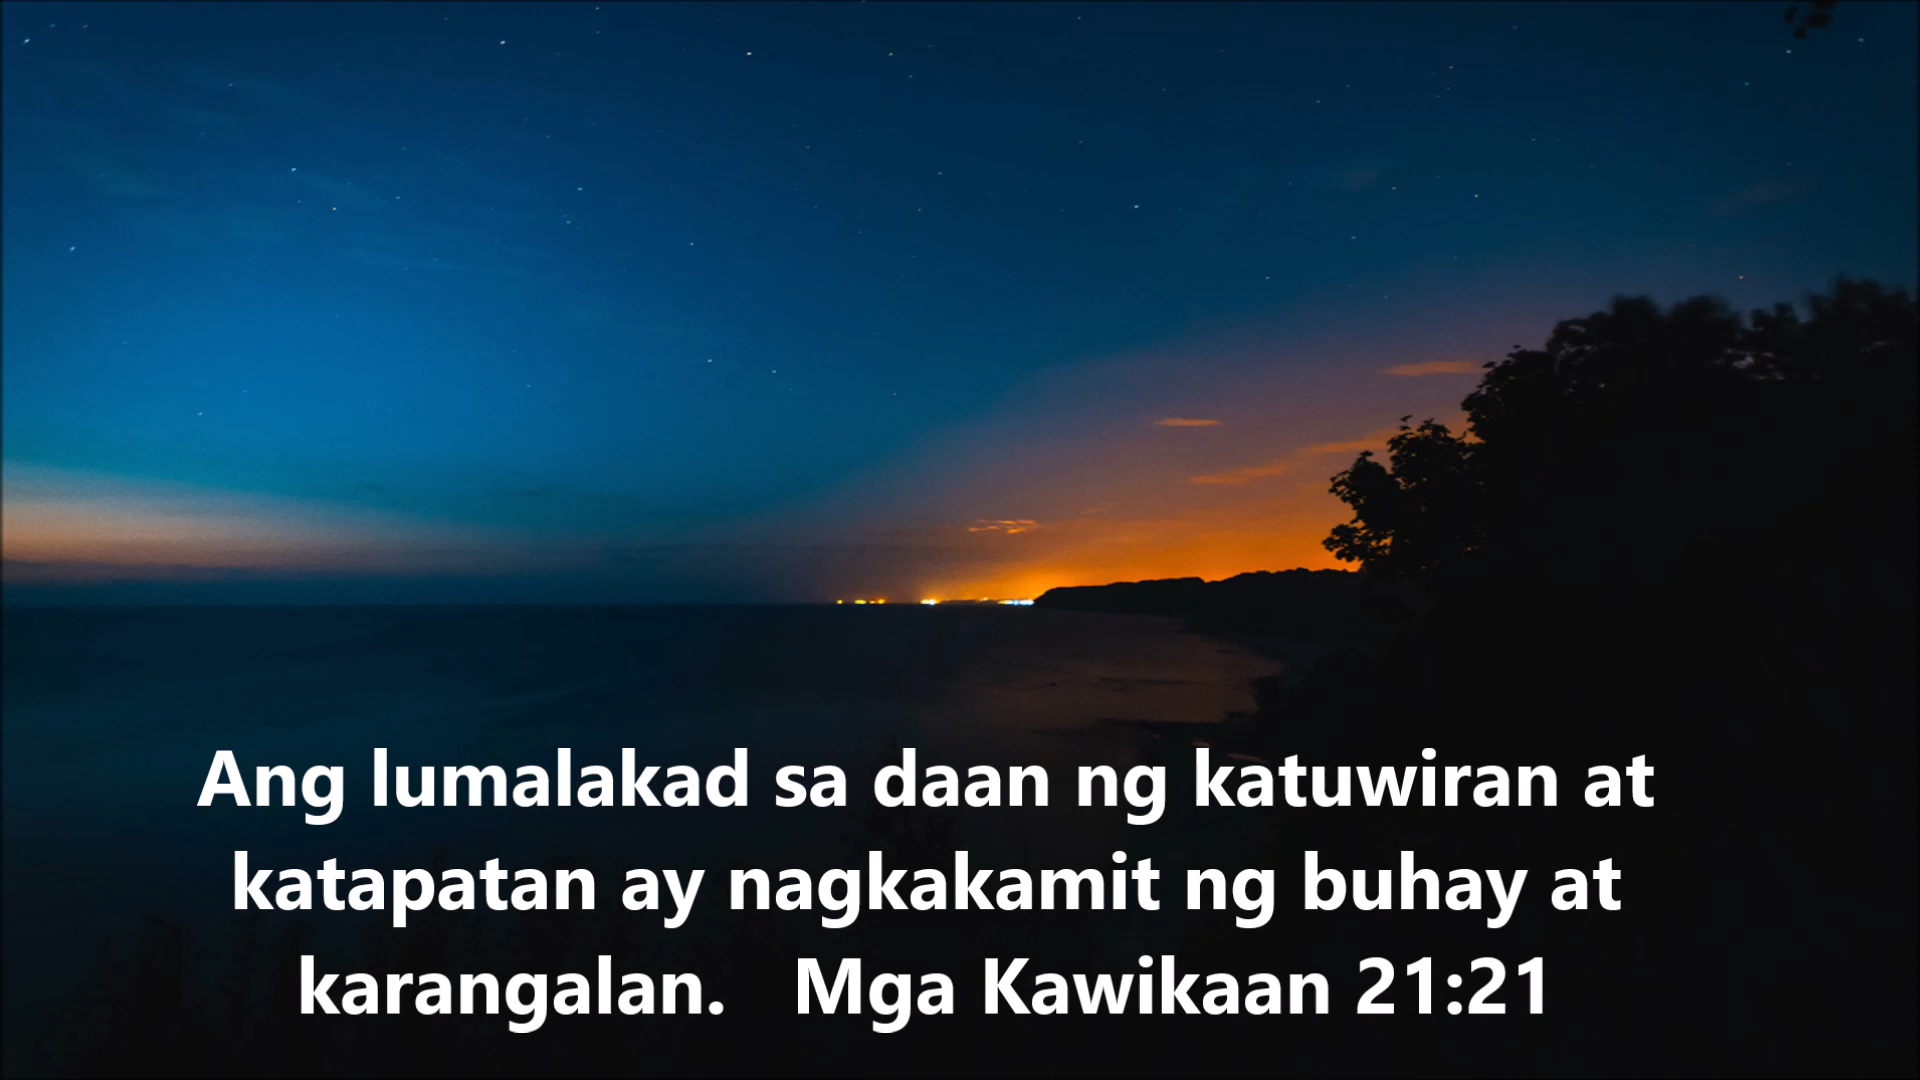 Ang lumalakad sa daan ng katuwiran at
katapatan ay nagkakamit ng buhay at
karangalan. Mga Kawikaan 21:21